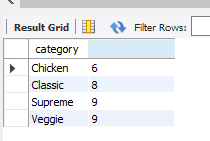 Result Grid Filter Rows:
category
Chicken 6
Classic 8
Supreme 9
Veggie 9